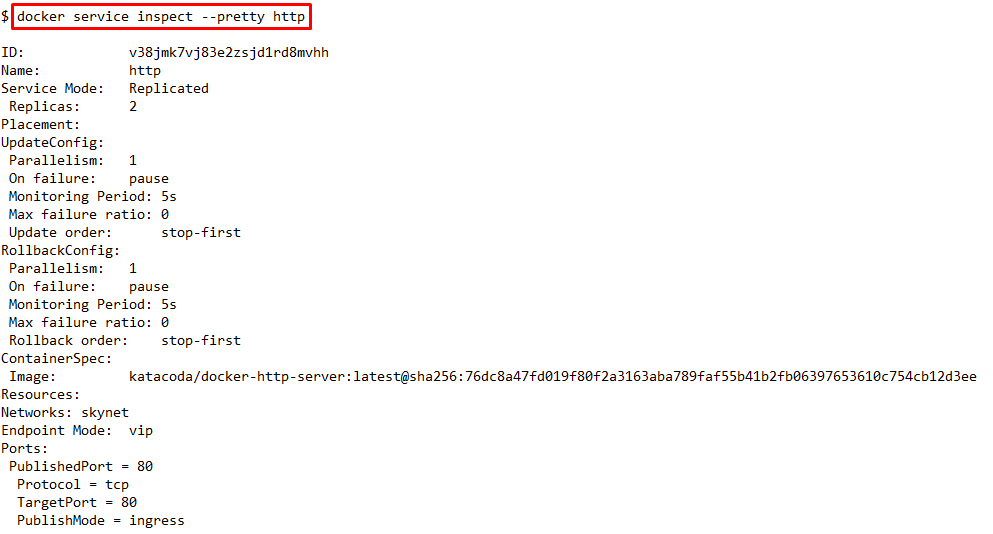 $ docker service inspect --pretty http
ID: v38jmk7vj83e2zsjd1rd8mvhh
Name: http
Service Mode: Replicated
Replicas: 2
Placement:
UpdateConfig:
Parallelism: 1
On failure: pause
Monitoring Period: 5s
Max failure ratio: 0
Update order: stop-first
RollbackConfig:
Parallelism: 1
On failure: pause
Monitoring Period: 5s
Max failure ratio: 0
Rollback order: stop-first
ContainerSpec:
Image: katacoda/docker-http-server:latest@sha256:76dc8a47fd019f80f2a3163aba789faf55b41b2fb06397653610c754cb12d3ee
Resources:
Networks: skynet
Endpoint Mode: vip
Ports:
PublishedPort = 80
Protocol = tcp
TargetPort = 80
PublishMode = ingress